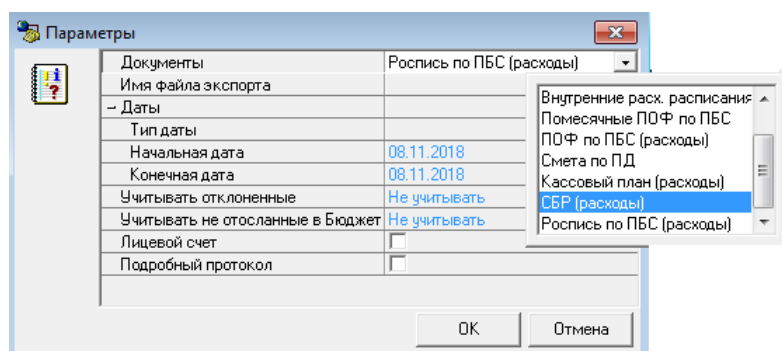 Параметры
Документы Роспись по ПБС (расходы)
Имя файла экспорта
Даты
Тип даты
Начальная дата 08.11.2018
Конечная дата 08.11.2018
Учитывать отклоненные Не учитывать
Учитывать не отосланные в Бюджет Не учитывать
Лицевой счет
Подробный протокол
Внутренние расх. расписания
Помесячные ПОФ по ПБС
ПОФ по ПБС (расходы)
Смета по ПД
Кассовый план (расходы)
СБР (расходы)
Роспись по ПБС (расходы)
OK Отмена